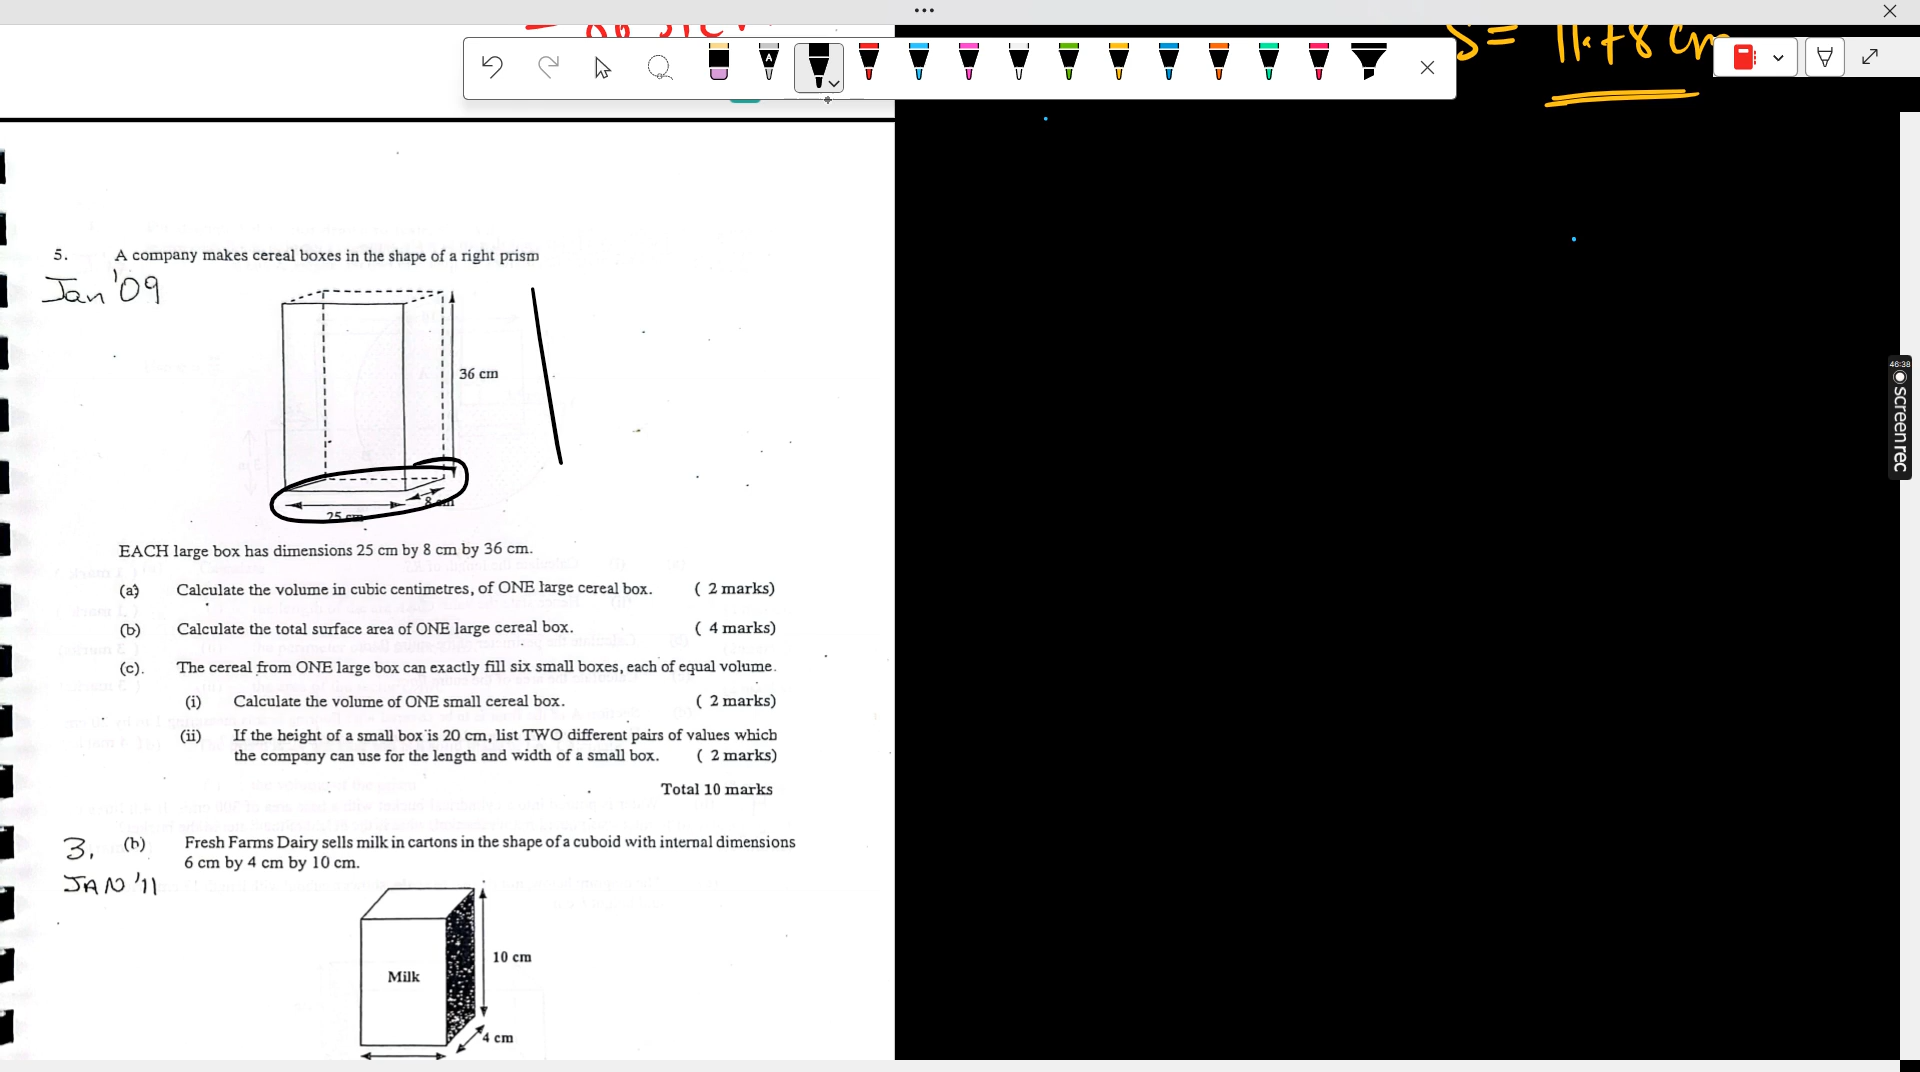 S = 11.78 cm
5. A company makes cereal boxes in the shape of a right prism
Jan '09
36 cm
8 cm
25 cm
EACH large box has dimensions 25 cm by 8 cm by 36 cm.
(a) Calculate the volume in cubic centimetres, of ONE large cereal box. ( 2 marks)
(b) Calculate the total surface area of ONE large cereal box. ( 4 marks)
(c). The cereal from ONE large box can exactly fill six small boxes, each of equal volume.
(i) Calculate the volume of ONE small cereal box. ( 2 marks)
(ii) If the height of a small box is 20 cm, list TWO different pairs of values which
the company can use for the length and width of a small box. ( 2 marks)
Total 10 marks
3. (b) Fresh Farms Dairy sells milk in cartons in the shape of a cuboid with internal dimensions
6 cm by 4 cm by 10 cm.
JAN '11
10 cm
Milk
4 cm
46:38
screenrec